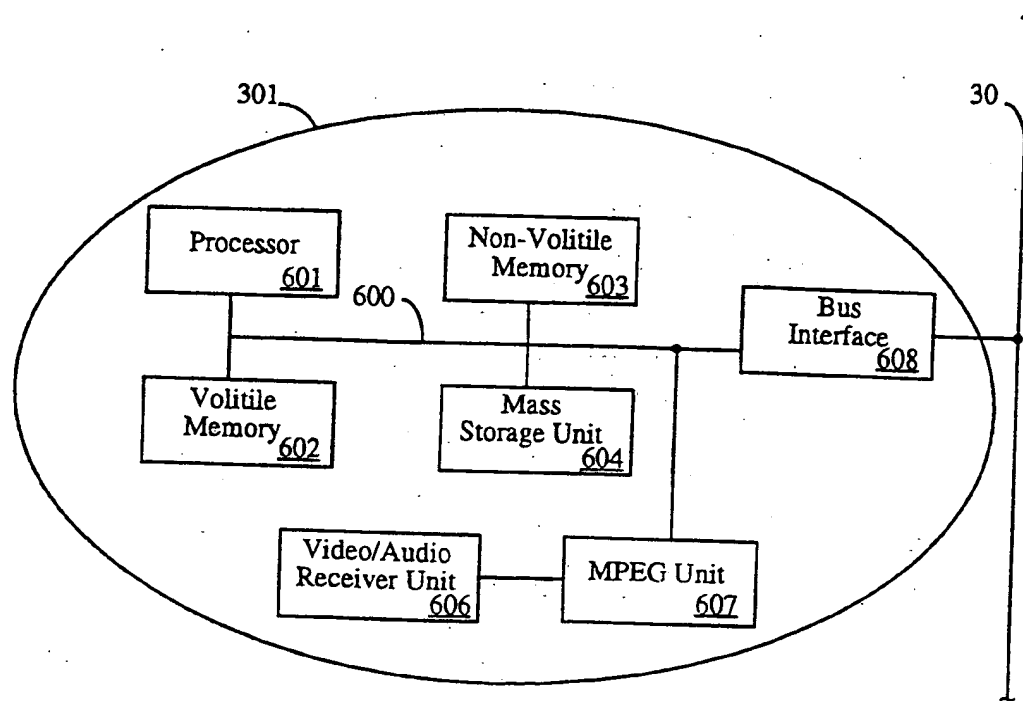 301
30
Processor
601
Non-Volitile
Memory
603
600
Bus
Interface
608
Volitile
Memory
602
Mass
Storage Unit
604
Video/Audio
Receiver Unit
606
MPEG Unit
607